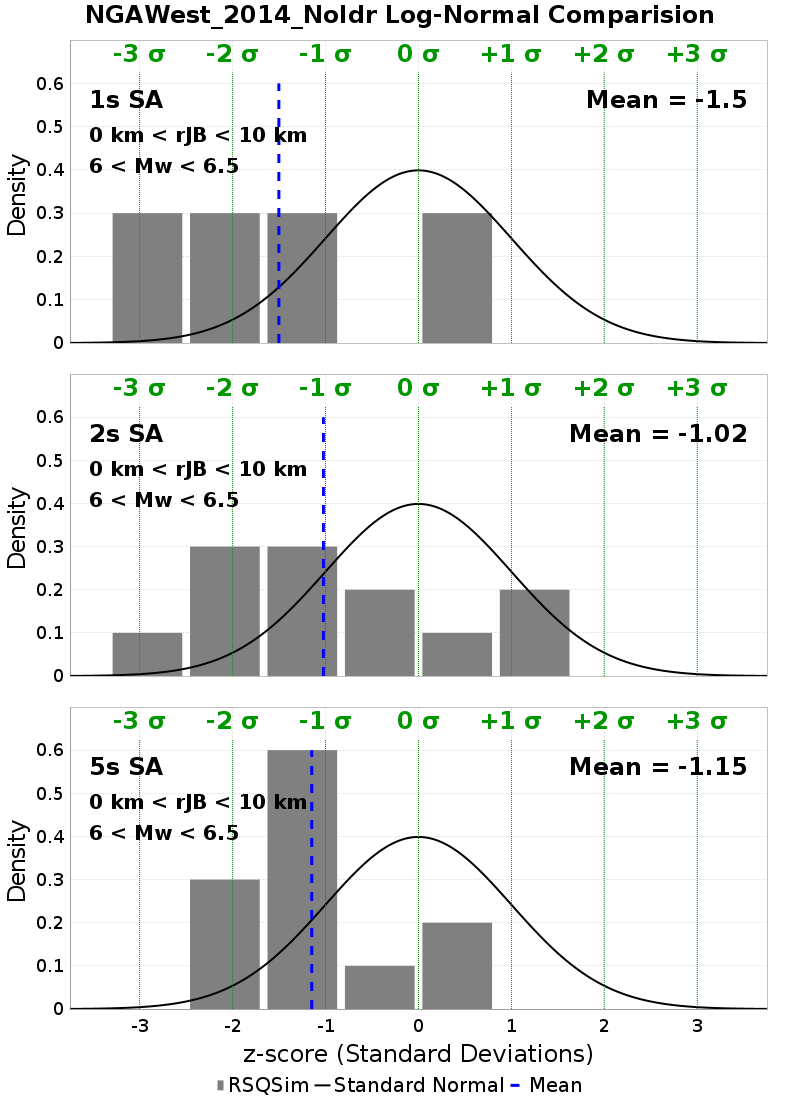 NGAWest_2014_NoIdr Log-Normal Comparision
-3 σ -2 σ -1 σ 0 σ +1 σ +2 σ +3 σ
1s SA
Mean = -1.5
0 km < rJB < 10 km
6 < Mw < 6.5
Density
0.6
0.5
0.4
0.3
0.2
0.1
0
-3 σ -2 σ -1 σ 0 σ +1 σ +2 σ +3 σ
2s SA
Mean = -1.02
0 km < rJB < 10 km
6 < Mw < 6.5
Density
0.6
0.5
0.4
0.3
0.2
0.1
0
-3 σ -2 σ -1 σ 0 σ +1 σ +2 σ +3 σ
5s SA
Mean = -1.15
0 km < rJB < 10 km
6 < Mw < 6.5
Density
0.6
0.5
0.4
0.3
0.2
0.1
0
-3 -2 -1 0 1 2 3
z-score (Standard Deviations)
RSQSim Standard Normal Mean